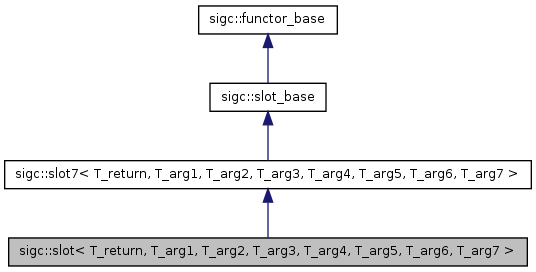 sigc::functor_base
sigc::slot_base
sigc::slot7< T_return, T_arg1, T_arg2, T_arg3, T_arg4, T_arg5, T_arg6, T_arg7 >
sigc::slot< T_return, T_arg1, T_arg2, T_arg3, T_arg4, T_arg5, T_arg6, T_arg7 >